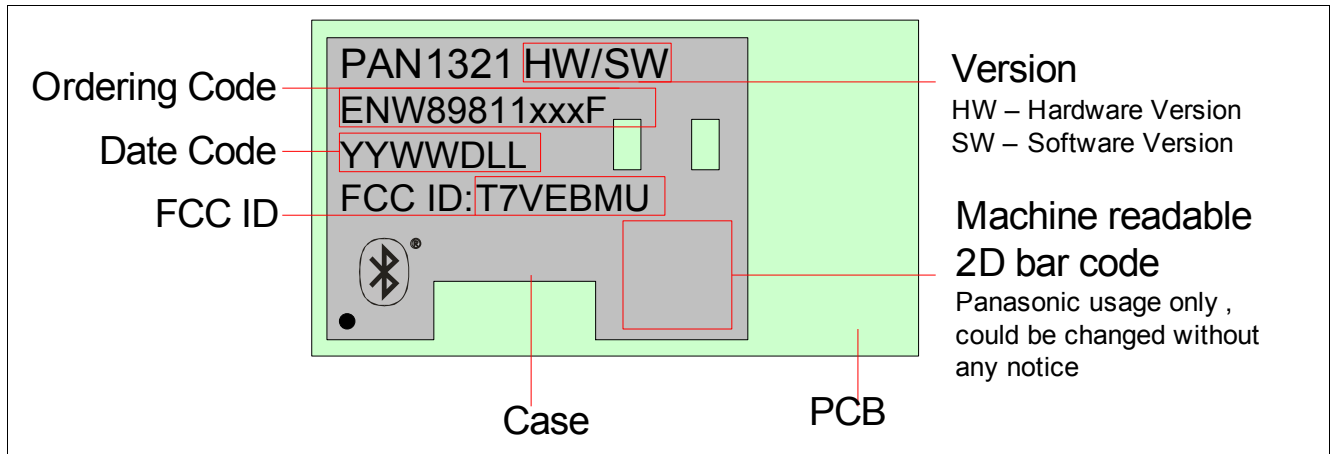 PAN1321 HW/SW
ENW89811xxxF
YYWWDLL
FCC ID:T7VEBMU
®
Ordering Code
Date Code
FCC ID
Version
HW – Hardware Version
SW – Software Version
Machine readable
2D bar code
Panasonic usage only ,
could be changed without
any notice
Case
PCB